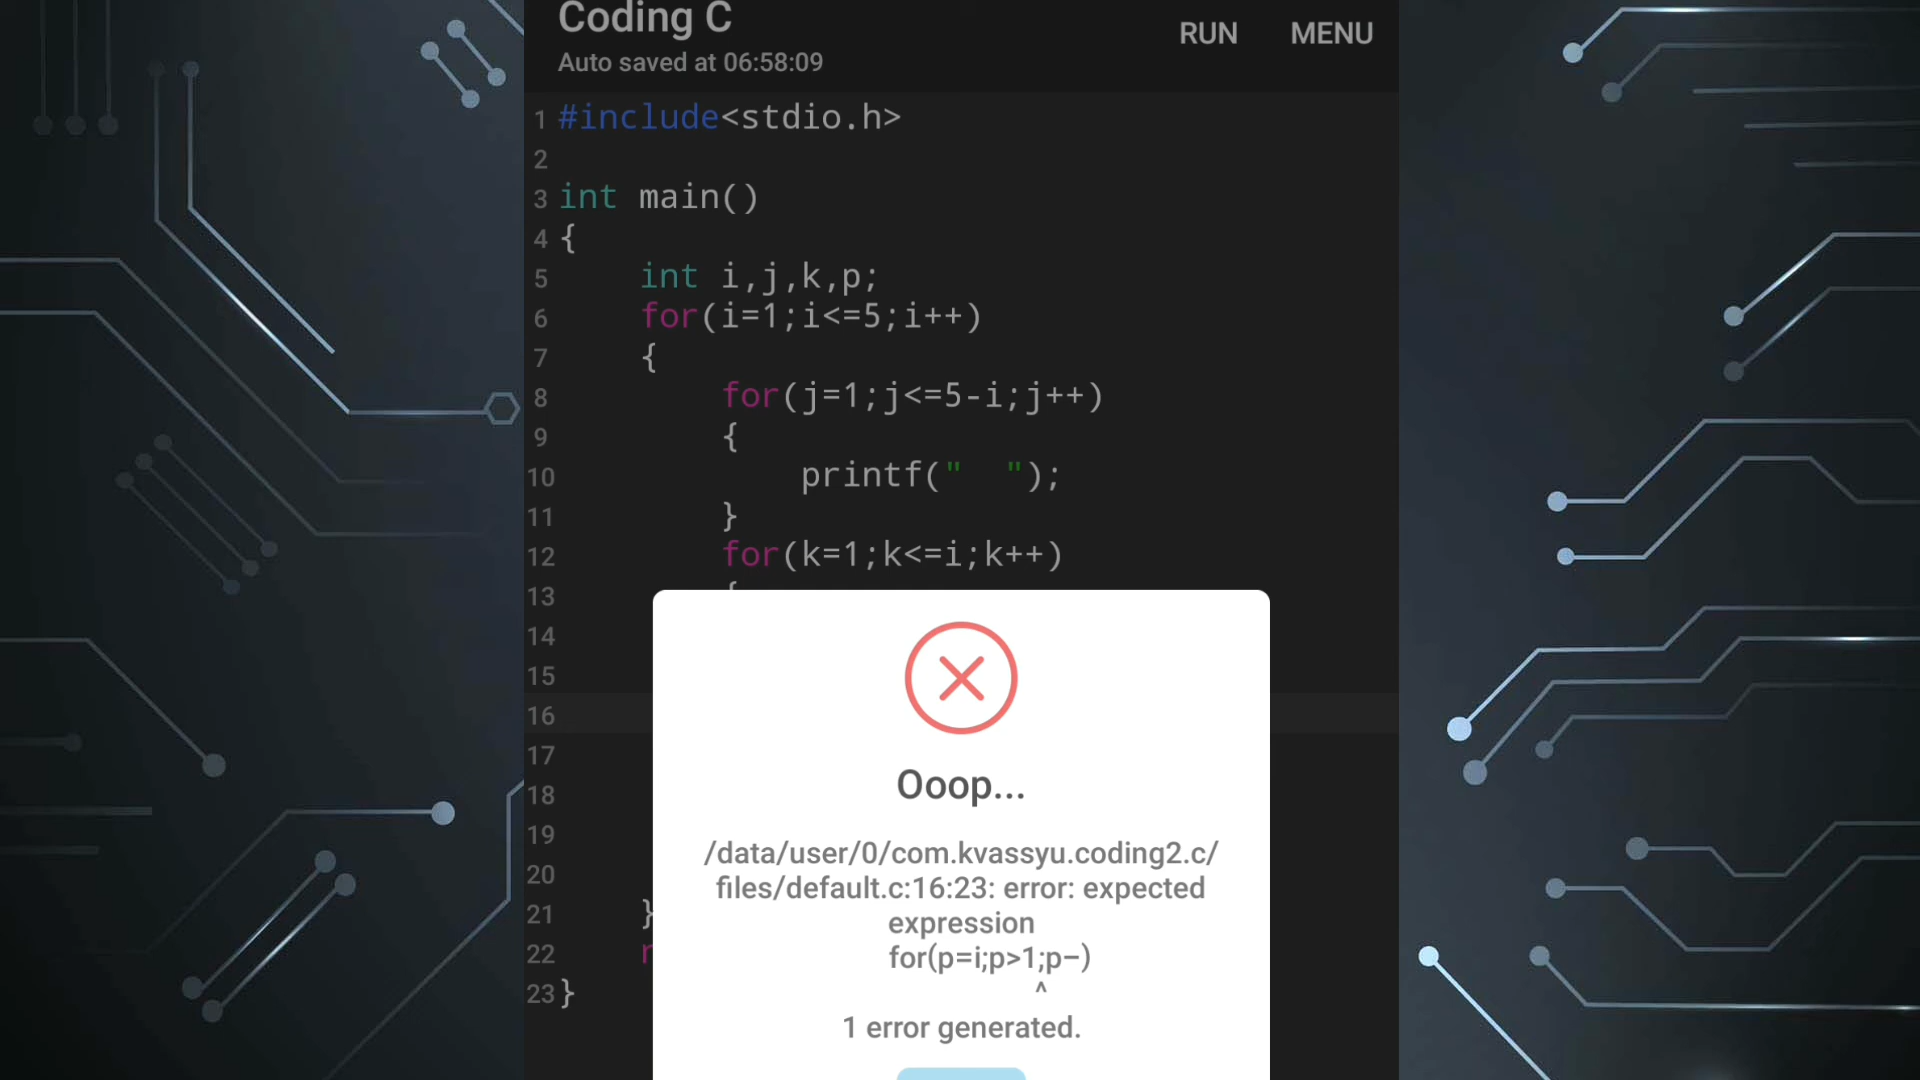 Coding C
RUN MENU
Auto saved at 06:58:09
1 #include<stdio.h>
2
3 int main()
4 {
5 int i,j,k,p;
6 for(i=1;i<=5;i++)
7 {
8 for(j=1;j<=5-i;j++)
9 {
10 printf("  ");
11 }
12 for(k=1;k<=i;k++)
13 {
14
15
16
17
18
19
20
21 }
22 r
23 }
Ooop...
/data/user/0/com.kvassyu.coding2.c/
files/default.c:16:23: error: expected
expression
for(p=i;p>1;p–)
^
1 error generated.